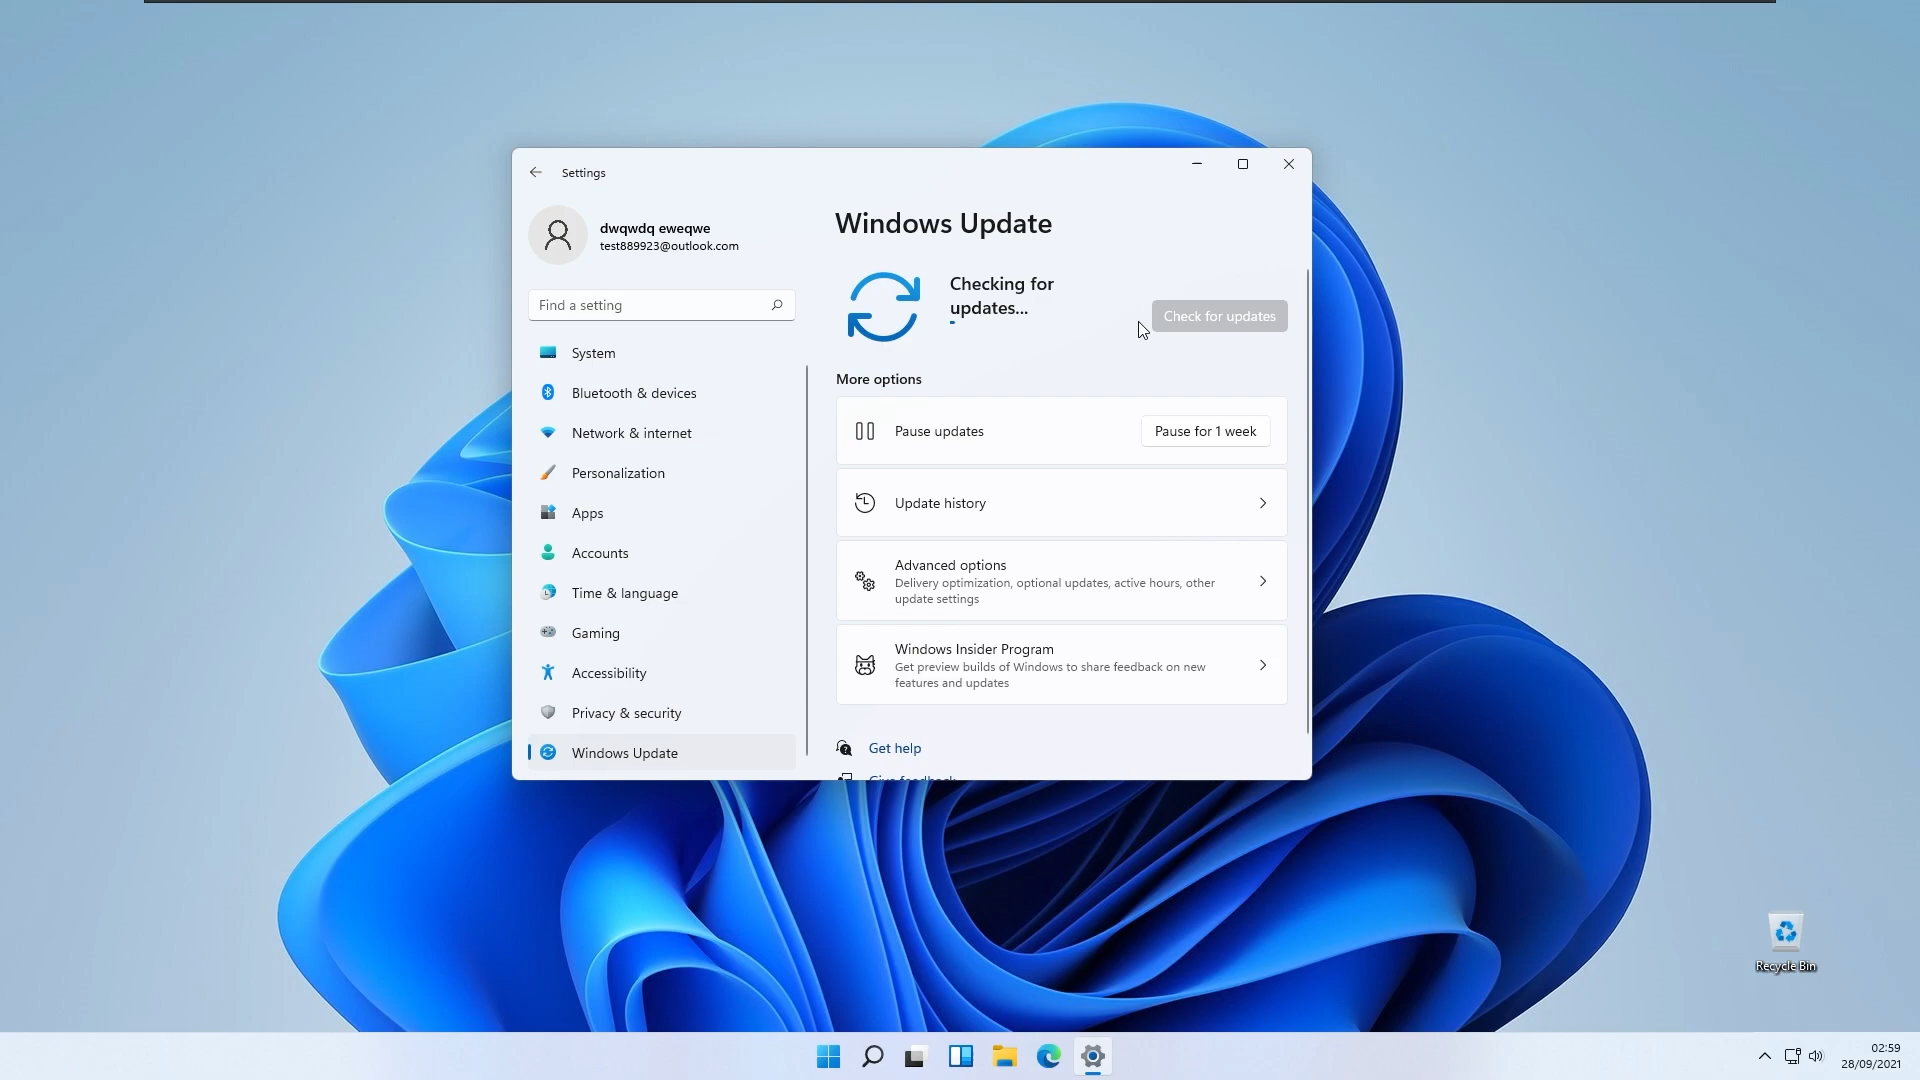 Settings
dwqwdq eweqwe
test889923@outlook.com
Find a setting
System
Bluetooth & devices
Network & internet
Personalization
Apps
Accounts
Time & language
Gaming
Accessibility
Privacy & security
Windows Update
Windows Update
Checking for
updates...
Check for updates
More options
Pause updates
Pause for 1 week
Update history
Advanced options
Delivery optimization, optional updates, active hours, other
update settings
Windows Insider Program
Get preview builds of Windows to share feedback on new
features and updates
Get help
Give feedback
Recycle Bin
02:59
28/09/2021